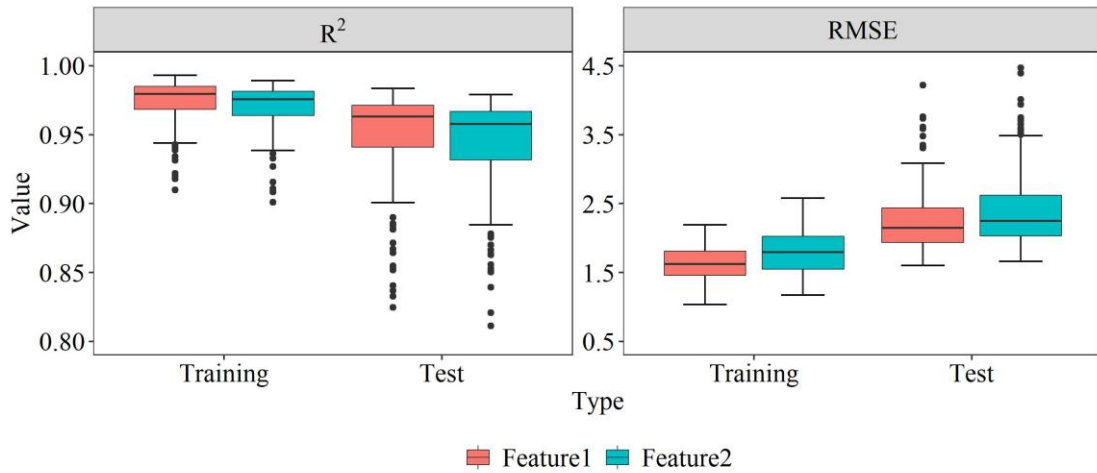 R²
RMSE
Value
1.00
0.95
0.90
0.85
0.80
4.5
3.5
2.5
1.5
0.5
Training
Test
Training
Test
Type
Feature1
Feature2